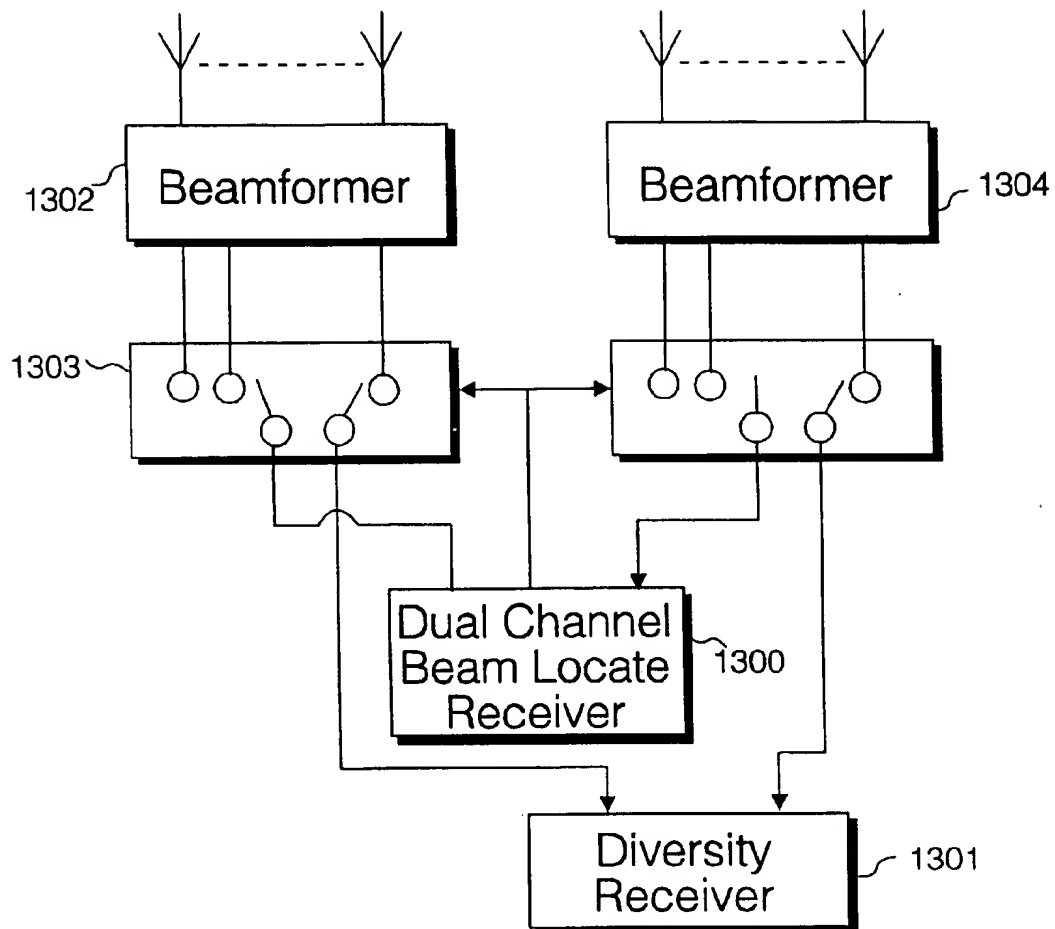 Beamformer
1302
Beamformer
1304
1303
Dual Channel
Beam Locate
Receiver
1300
Diversity
Receiver
1301